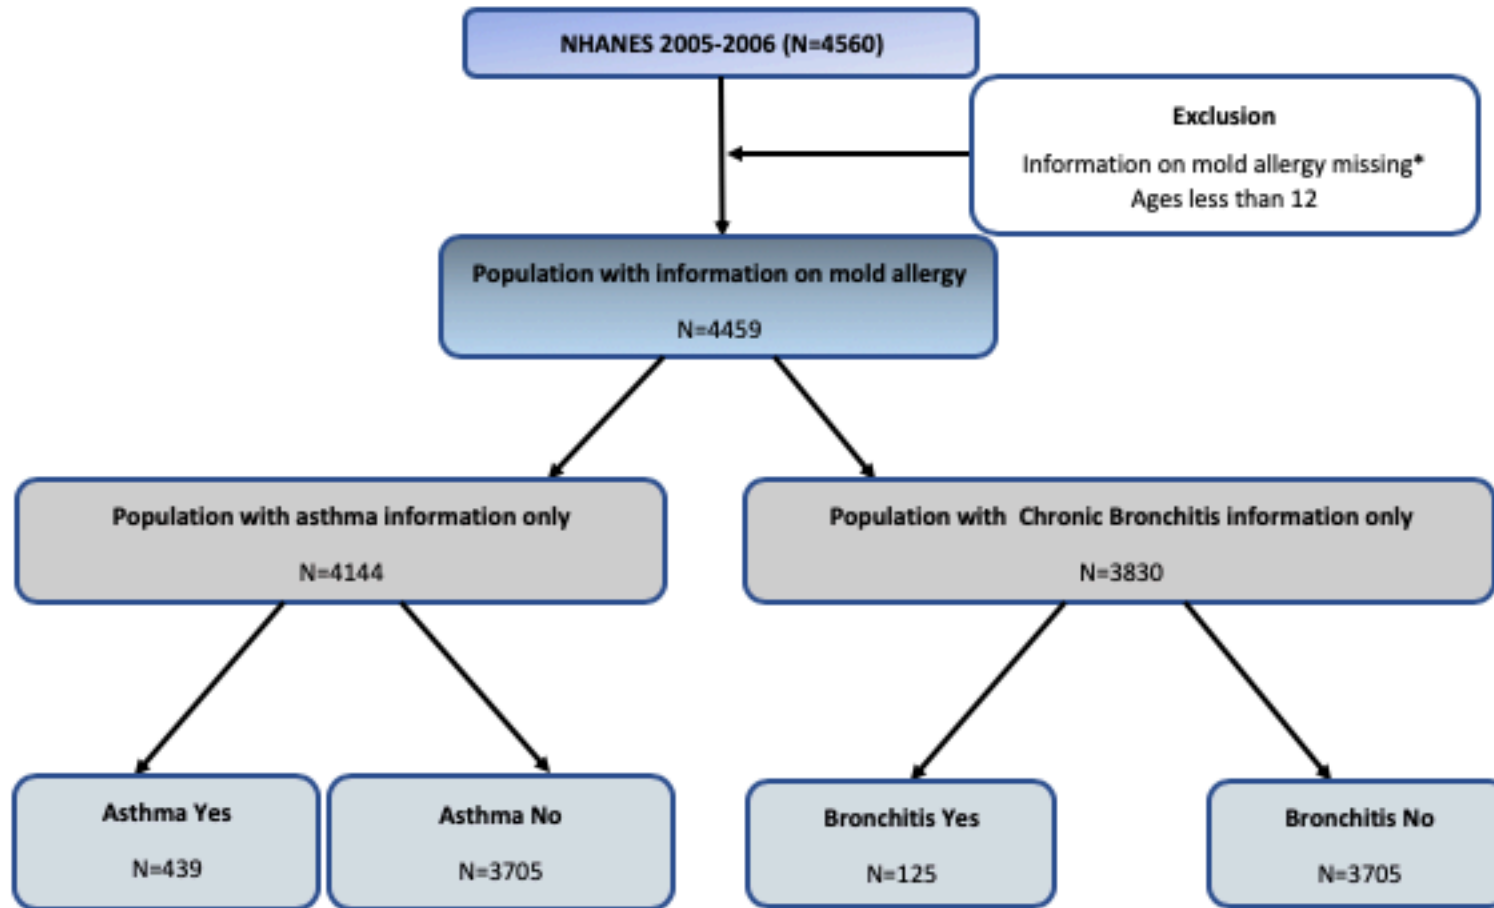 NHANES 2005-2006 (N=4560)
Exclusion
Information on mold allergy missing*
Ages less than 12
Population with information on mold allergy
N=4459
Population with asthma information only
N=4144
Population with  Chronic Bronchitis information only
N=3830
Asthma Yes
N=439
Asthma No
N=3705
Bronchitis Yes
N=125
Bronchitis No
N=3705